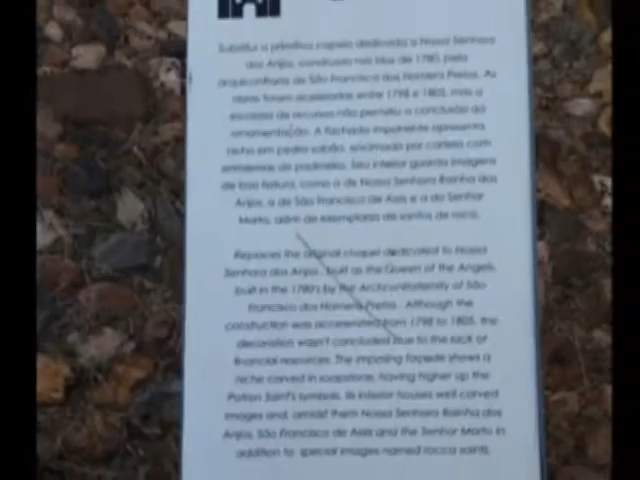 Substitui a primitiva capela dedicada a Nossa Senhora
dos Anjos, construída nos idos de 1780, pela
arquiconfraria de São Francisco dos Homens Pretos. As
obras foram aceleradas entre 1798 e 1805, mas a
escassez de recursos não permitiu a conclusão da
ornamentação. A fachada imponente apresenta
nicho em pedra sabão, encimado por cartela com
emblemas da padroeira. Seu interior guarda imagens
de boa fatura, como a de Nossa Senhora Rainha dos
Anjos, a de São Francisco de Assis e a do Senhor
Morto, além de exemplares de santos de roca.
Replaces the original chapel dedicated to Nossa
Senhora dos Anjos, built as the Queen of the Angels,
built in the 1780's by the Archconfraternity of São
Francisco dos Homens Pretos. Although the
construction was accelerated from 1798 to 1805, the
decoration wasn't concluded due to the lack of
financial resources. The imposing façade shows a
niche carved in soapstone, having higher up the
Patron Saint's symbols. Its interior houses well carved
images and, amidst them Nossa Senhora Rainha dos
Anjos, São Francisco de Assis and the Senhor Morto in
addition to special images named rocca saints.